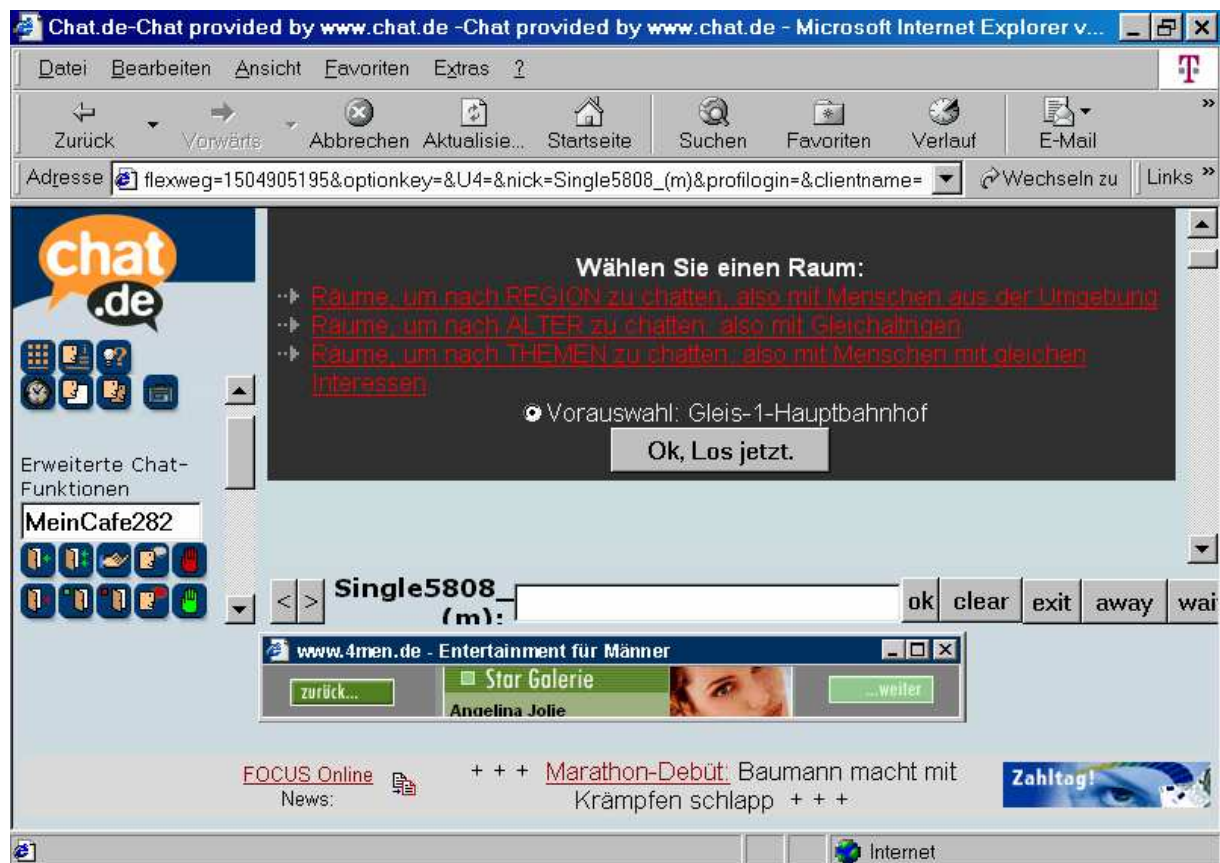 Chat.de-Chat provided by www.chat.de -Chat provided by www.chat.de - Microsoft Internet Explorer v...
Datei Bearbeiten Ansicht Favoriten Extras ?
Zurück Vorwärts Abbrechen Aktualisie... Startseite Suchen Favoriten Verlauf E-Mail »
Adresse flexweg=1504905195&optionkey=&U4=&nick=Single5808_(m)&profilogin=&clientname= Wechseln zu Links »
chat
.de
Wählen Sie einen Raum:
Räume, um nach REGION zu chatten, also mit Menschen aus der Umgebung
Räume, um nach ALTER zu chatten, also mit Gleichaltrigen
Räume, um nach THEMEN zu chatten, also mit Menschen mit gleichen
Interessen
Vorauswahl: Gleis-1-Hauptbahnhof
Ok, Los jetzt.
Erweiterte Chat-
Funktionen
MeinCafe282
< > Single5808_
(m):
ok clear exit away wai
www.4men.de - Entertainment für Männer
zurück... Star Galerie ...weiter
Angelina Jolie
FOCUS Online
News:
+ + + Marathon-Debüt: Baumann macht mit
Krämpfen schlapp + + +
Zahltag!
Internet